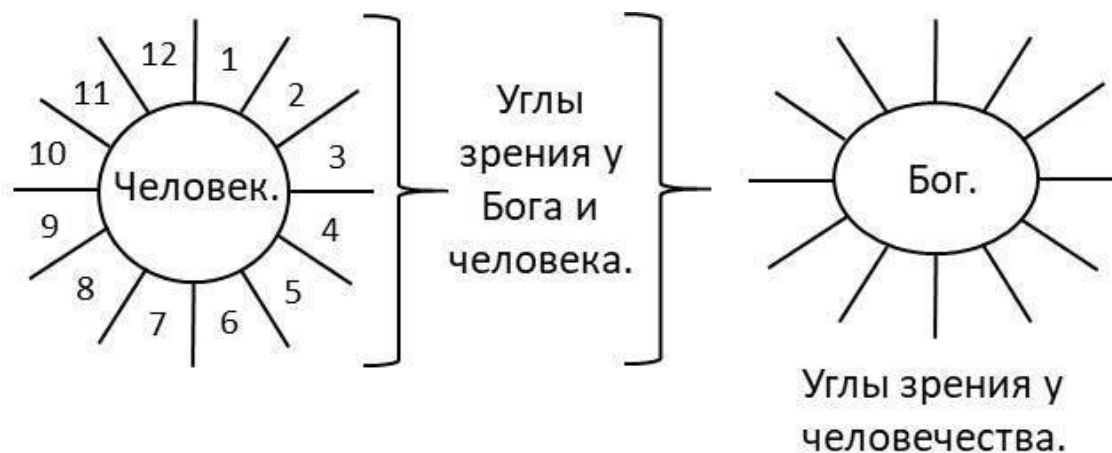 12 1
11 2
10 3
Человек.
9 4
8 5
7 6
Углы
зрения у
Бога и
человека.
Бог.
Углы зрения у
человечества.